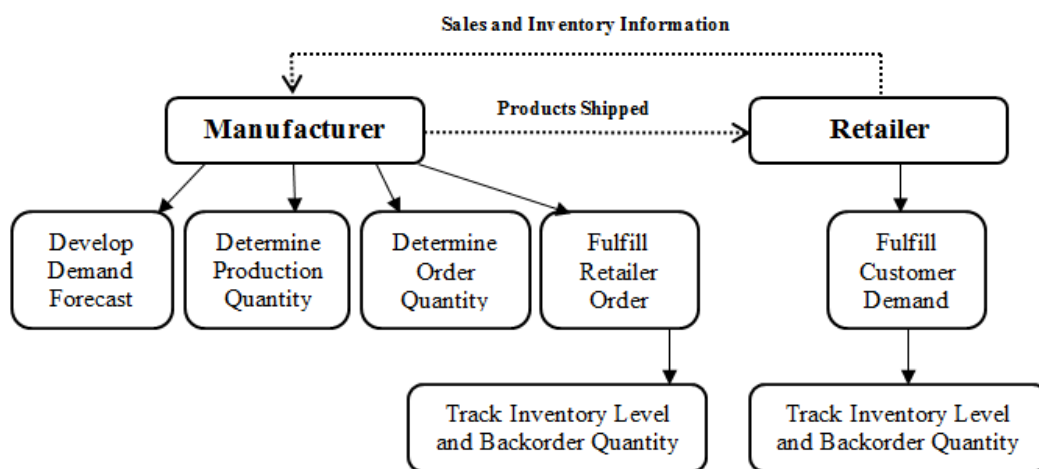 Sales and Inventory Information
Products Shipped
Manufacturer
Retailer
Develop
Demand
Forecast
Determine
Production
Quantity
Determine
Order
Quantity
Fulfill
Retailer
Order
Fulfill
Customer
Demand
Track Inventory Level
and Backorder Quantity
Track Inventory Level
and Backorder Quantity